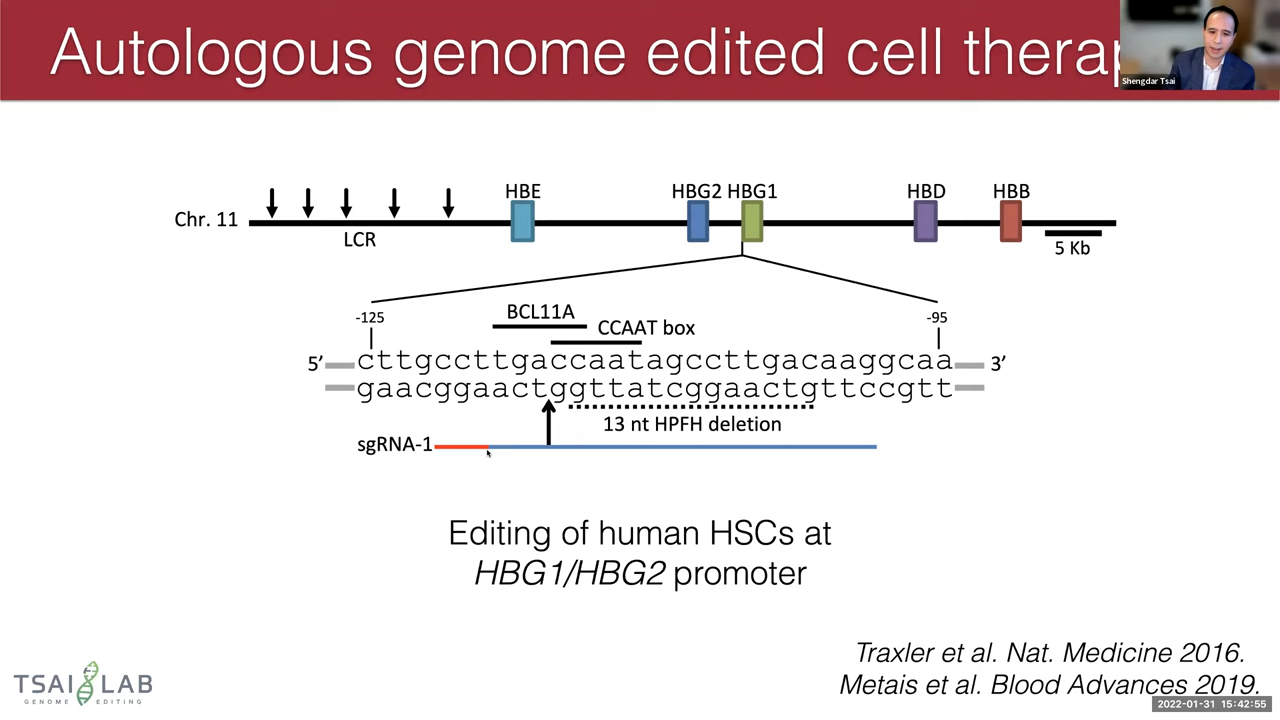 Autologous genome edited cell therap
Shengdar Tsai
HBE HBG2 HBG1 HBD HBB
Chr. 11
LCR
5 Kb
BCL11A
-125 CCAAT box -95
5’ cttgccttgaccaatagccttgacaaggcaa 3’
gaacggaactggttatcggaactgttccgtt
13 nt HPFH deletion
sgRNA-1
Editing of human HSCs at
HBG1/HBG2 promoter
Traxler et al. Nat. Medicine 2016.
Metais et al. Blood Advances 2019.
TSAI LAB
GENOME EDITING
2022-01-31 15:42:55